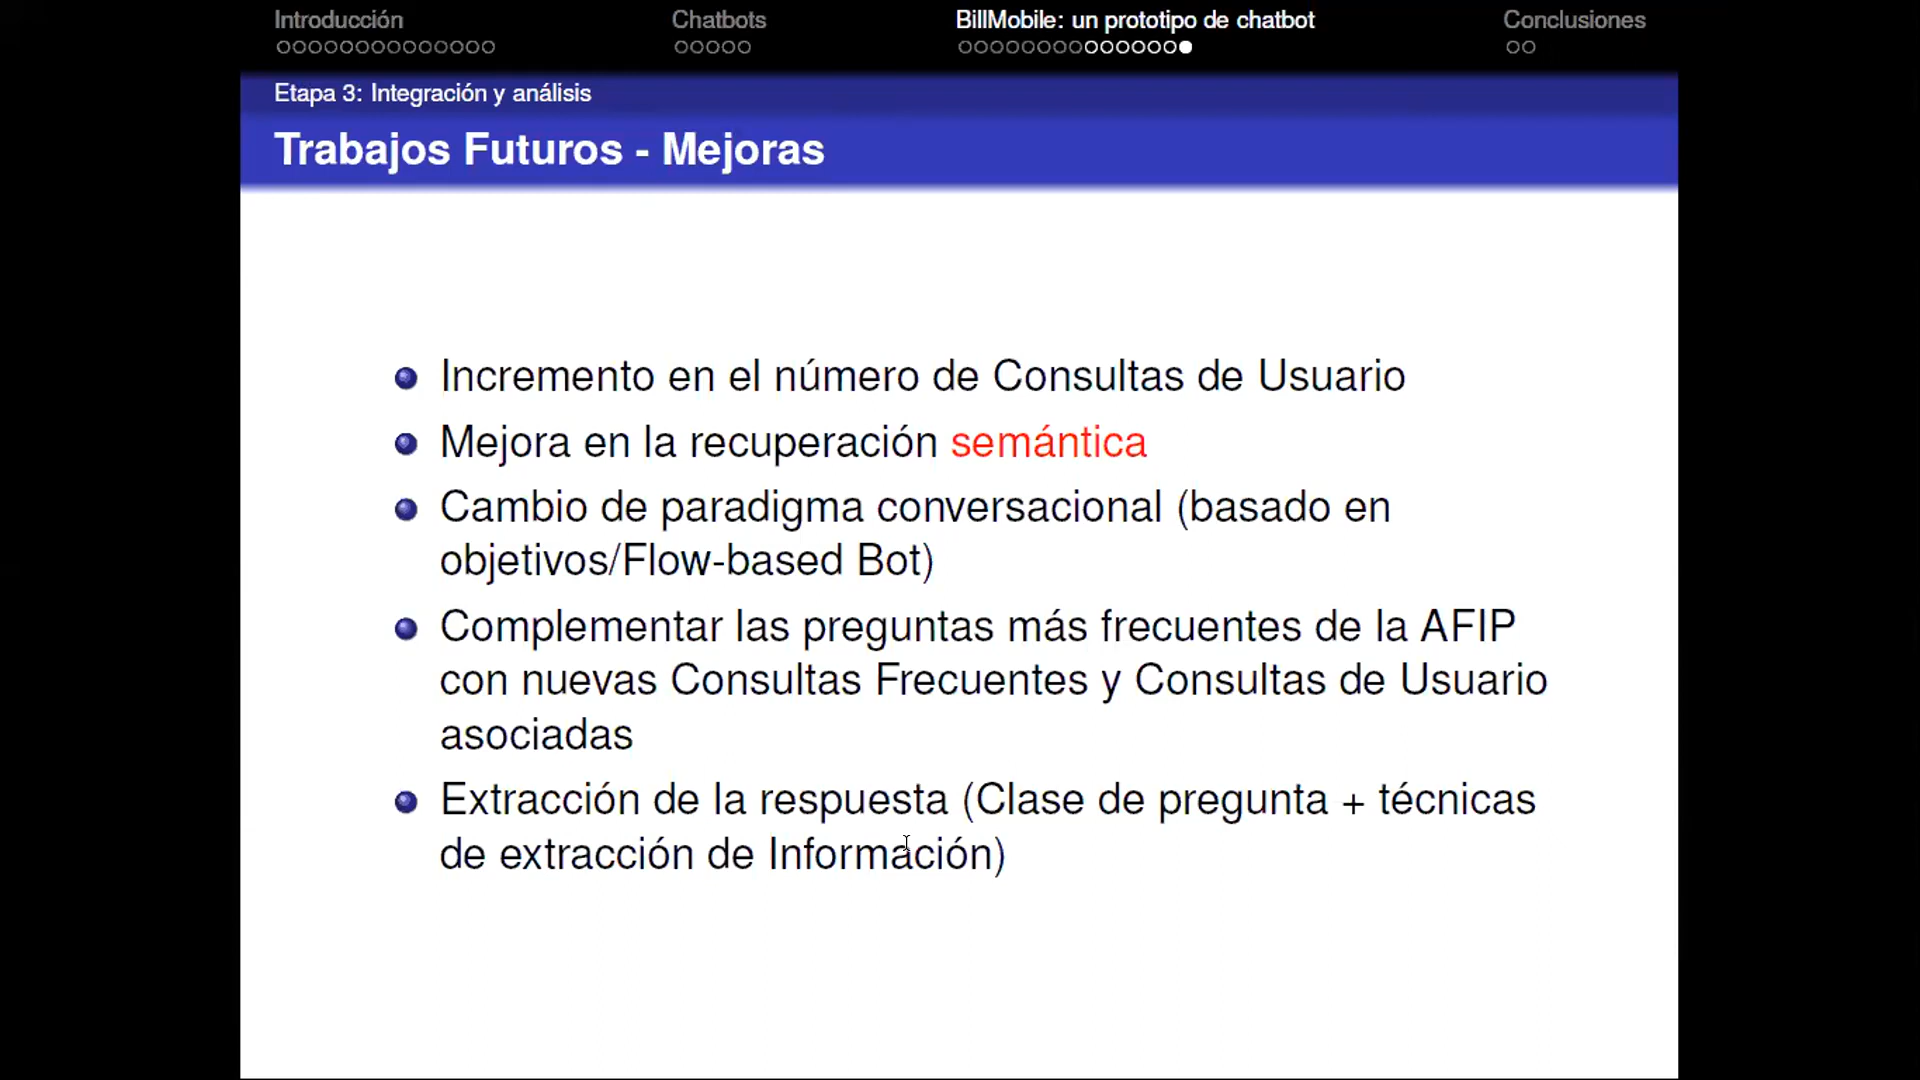 Introducción
Chatbots
BillMobile: un prototipo de chatbot
Conclusiones
Etapa 3: Integración y análisis
Trabajos Futuros - Mejoras
Incremento en el número de Consultas de Usuario
Mejora en la recuperación semántica
Cambio de paradigma conversacional (basado en
objetivos/Flow-based Bot)
Complementar las preguntas más frecuentes de la AFIP
con nuevas Consultas Frecuentes y Consultas de Usuario
asociadas
Extracción de la respuesta (Clase de pregunta + técnicas
de extracción de Información)